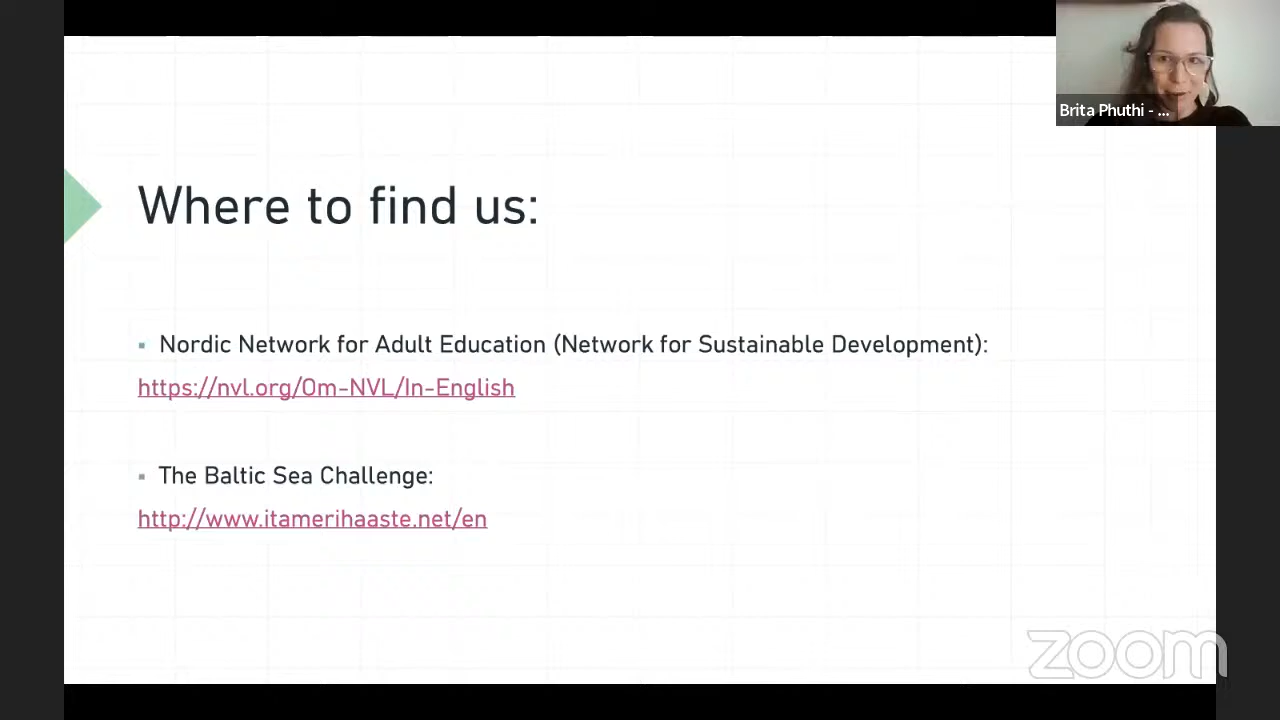 Brita Phuthi - ...
Where to find us:
▪ Nordic Network for Adult Education (Network for Sustainable Development):
https://nvl.org/Om-NVL/In-English
▪ The Baltic Sea Challenge:
http://www.itamerihaaste.net/en
zoom